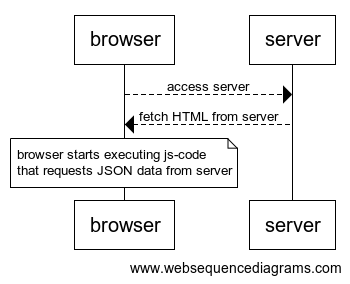 browser server
access server
fetch HTML from server
browser starts executing js-code
that requests JSON data from server
browser server
www.websequencediagrams.com